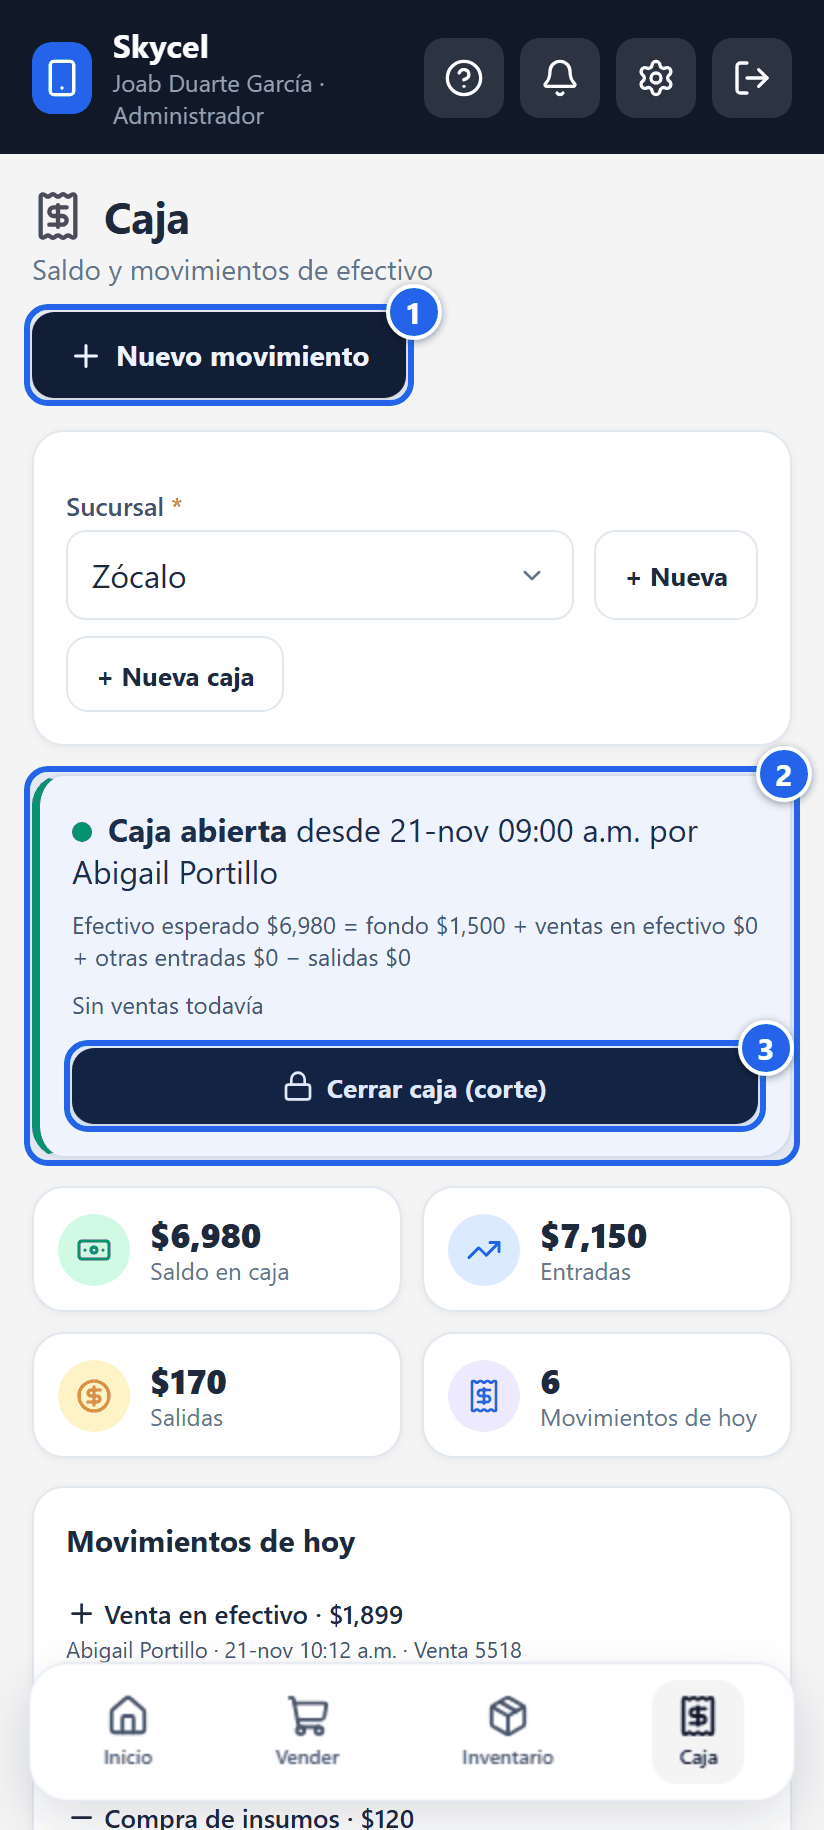 Skycel
Joab Duarte García ·
Administrador
Caja
Saldo y movimientos de efectivo
1
+ Nuevo movimiento
Sucursal *
Zócalo
+ Nueva
+ Nueva caja
2
Caja abierta desde 21-nov 09:00 a.m. por
Abigail Portillo
Efectivo esperado $6,980 = fondo $1,500 + ventas en efectivo $0
+ otras entradas $0 − salidas $0
Sin ventas todavía
3
Cerrar caja (corte)
$6,980
Saldo en caja
$7,150
Entradas
$170
Salidas
6
Movimientos de hoy
Movimientos de hoy
+ Venta en efectivo · $1,899
Abigail Portillo · 21-nov 10:12 a.m. · Venta 5518
Inicio
Vender
Inventario
Caja
− Compra de insumos · $120